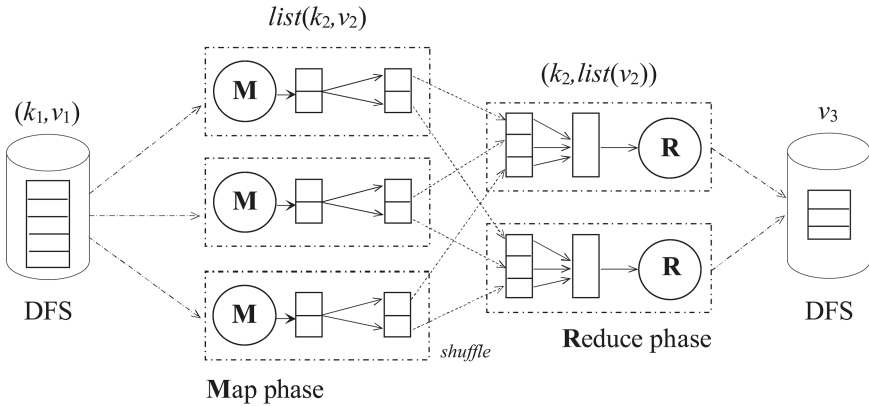 list(k2,v2)
(k1,v1)
(k2,list(v2))
v3
M
M
M
R
R
DFS
DFS
shuffle
Reduce phase
Map phase